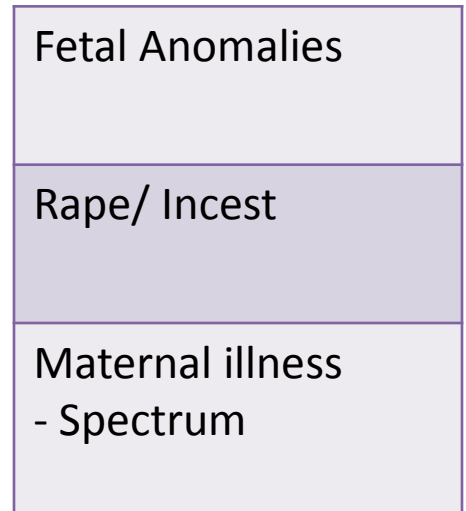 Fetal Anomalies
Rape/ Incest
Maternal illness
- Spectrum